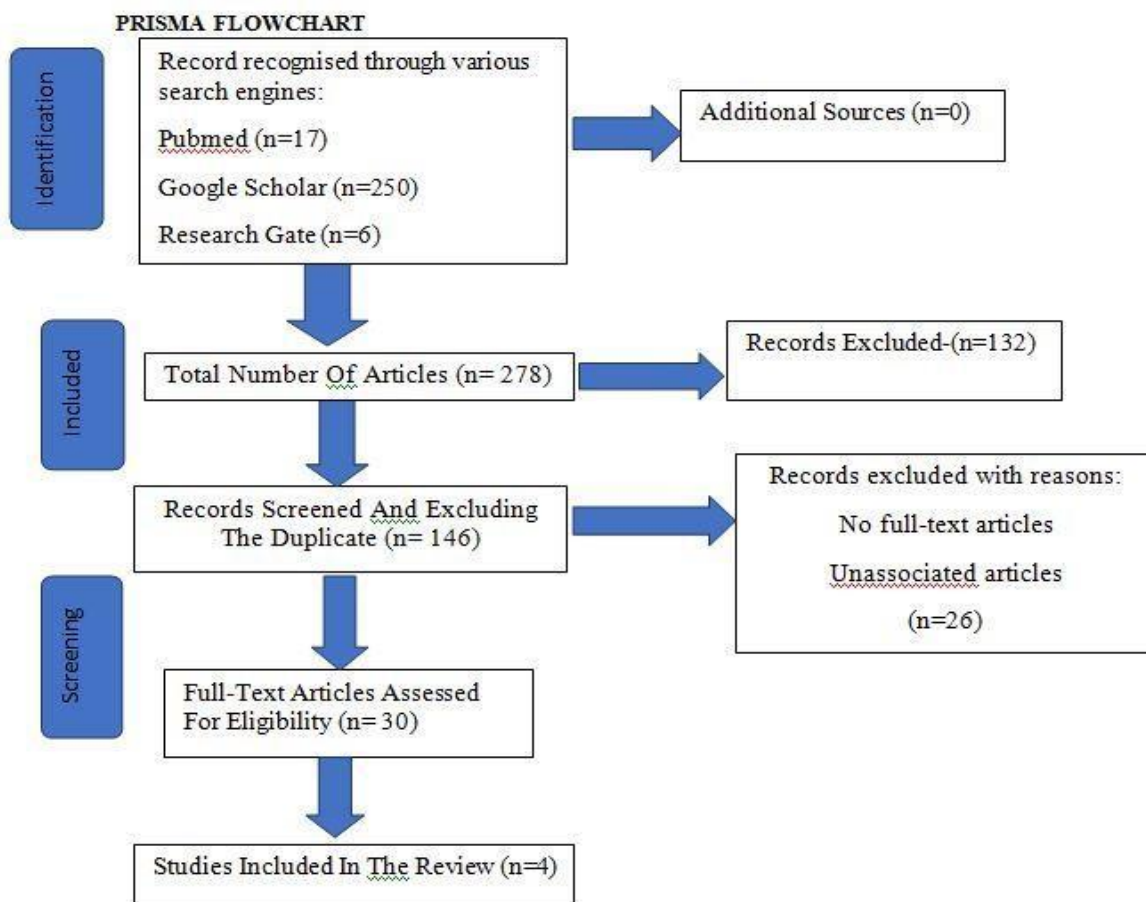 PRISMA FLOWCHART
Identification
Record recognised through various
search engines:
Pubmed (n=17)
Google Scholar (n=250)
Research Gate (n=6)
Additional Sources (n=0)
Included
Total Number Of Articles (n= 278)
Records Excluded-(n=132)
Records Screened And Excluding
The Duplicate (n= 146)
Records excluded with reasons:
No full-text articles
Unassociated articles
(n=26)
Screening
Full-Text Articles Assessed
For Eligibility (n= 30)
Studies Included In The Review (n=4)